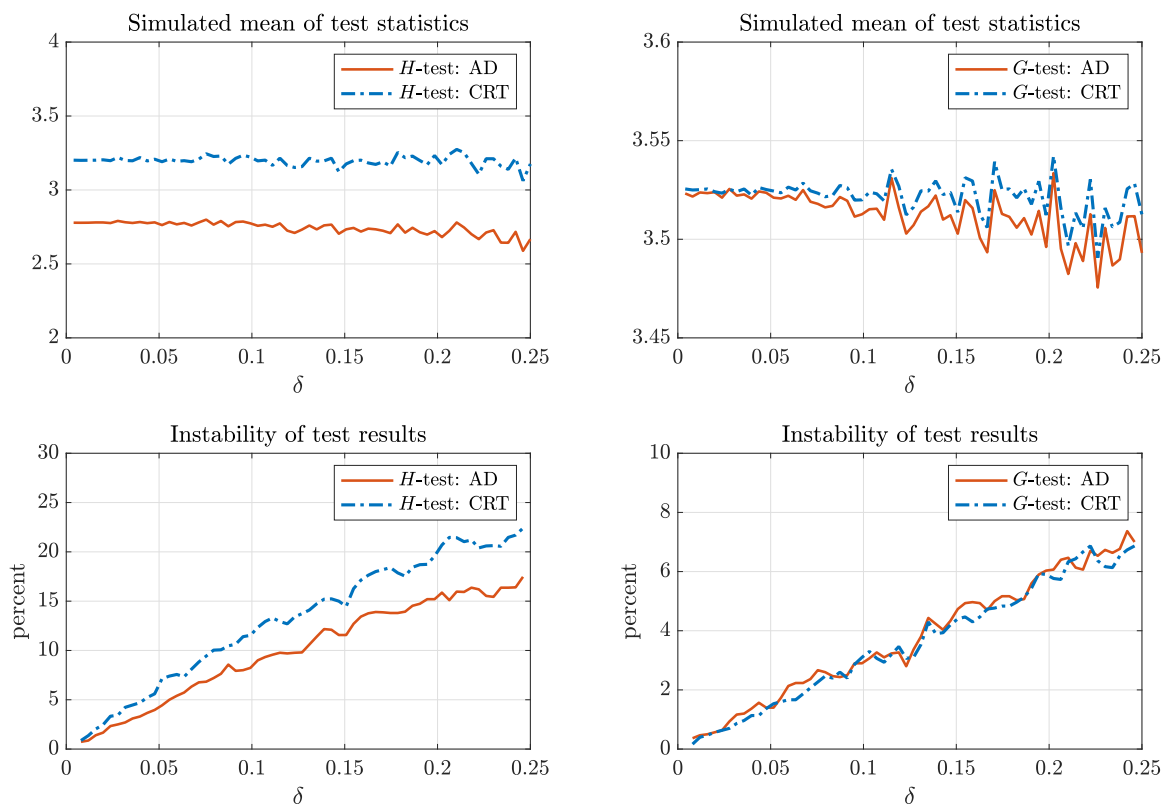 Simulated mean of test statistics
4
3.5
3
2.5
2
H-test: AD
H-test: CRT
0 0.05 0.1 0.15 0.2 0.25
δ
Simulated mean of test statistics
3.6
3.55
3.5
3.45
G-test: AD
G-test: CRT
0 0.05 0.1 0.15 0.2 0.25
δ
Instability of test results
30
25
20
15
10
5
0
percent
H-test: AD
H-test: CRT
0 0.05 0.1 0.15 0.2 0.25
δ
Instability of test results
10
8
6
4
2
0
percent
G-test: AD
G-test: CRT
0 0.05 0.1 0.15 0.2 0.25
δ